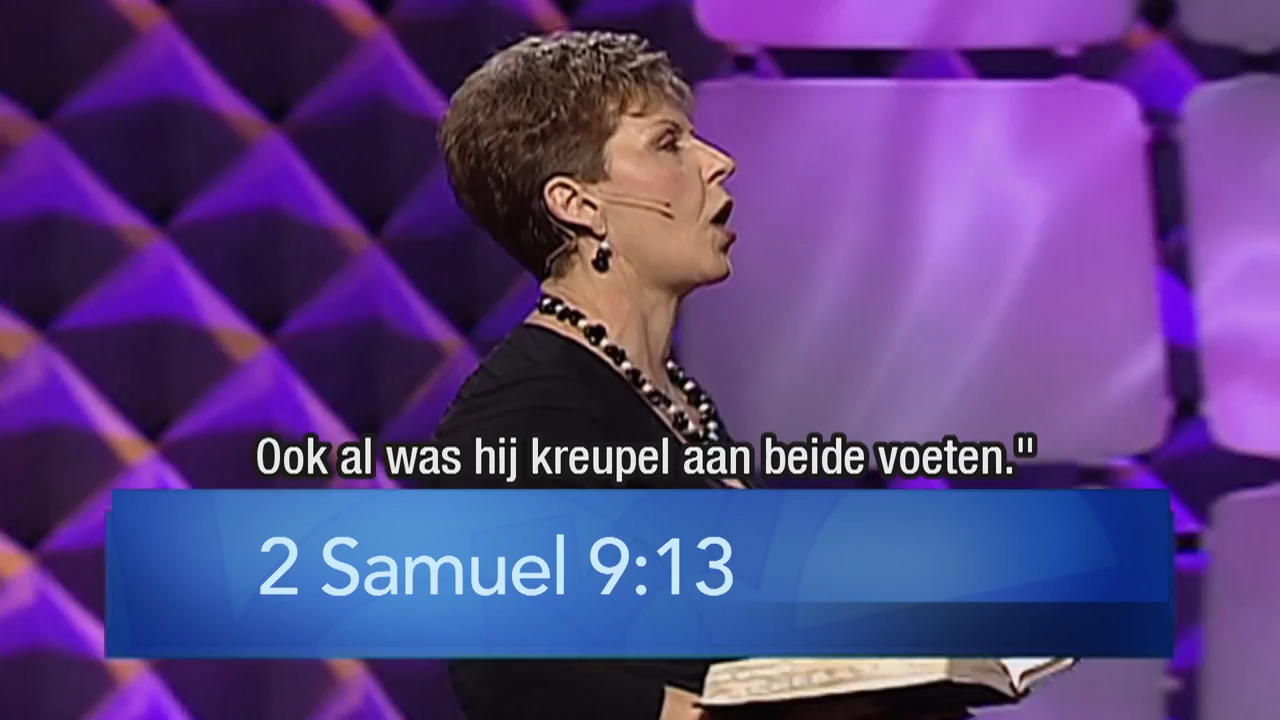 Ook al was hij kreupel aan beide voeten."
2 Samuel 9:13